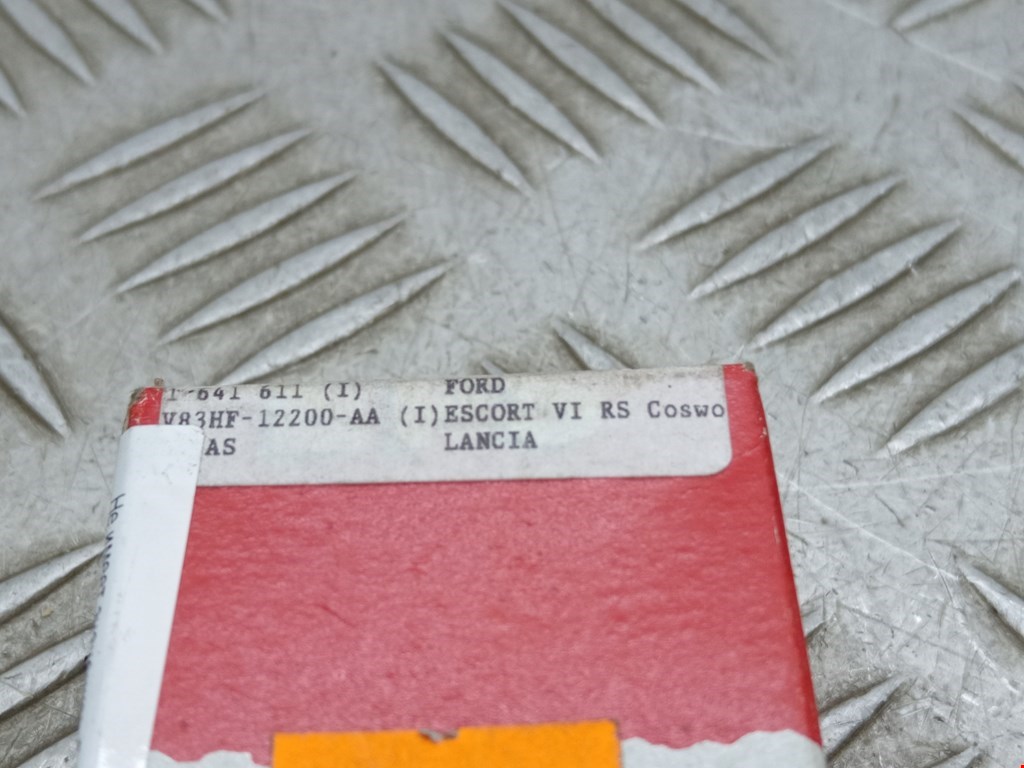 1 641 611 (I) FORD
V83HF-12200-AA (I)ESCORT VI RS Coswo
AS LANCIA